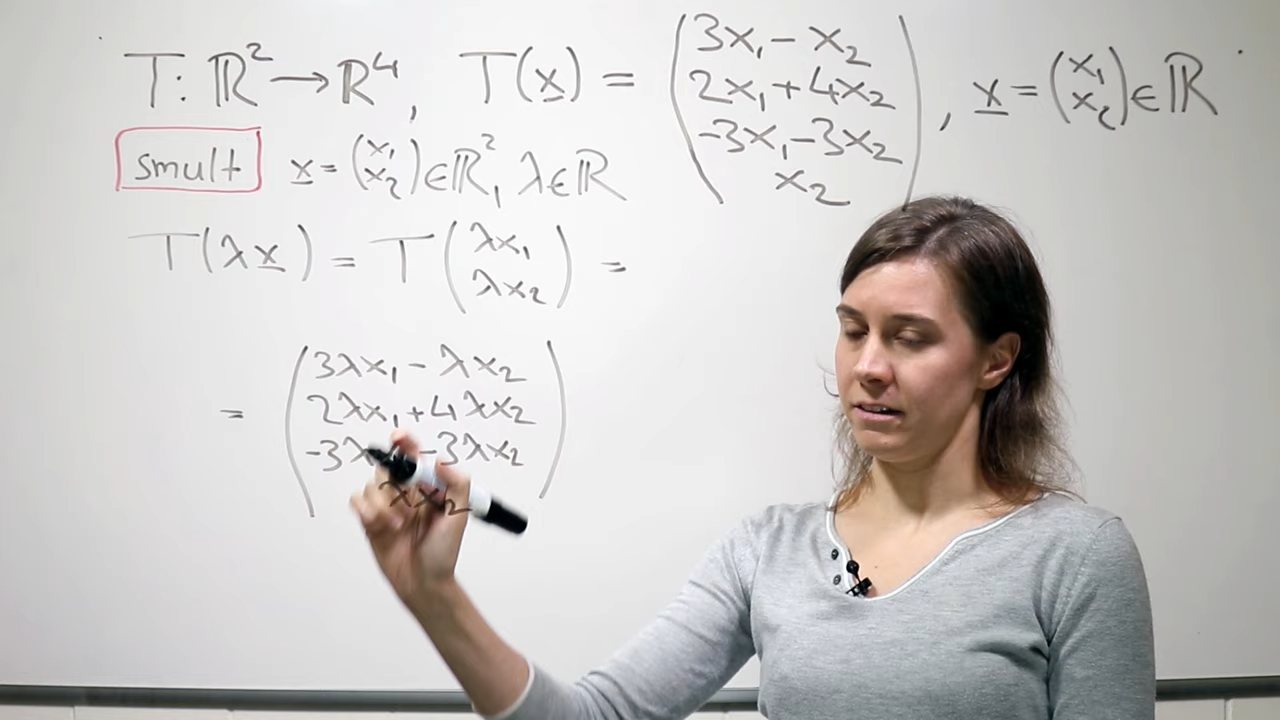 T: ℝ² → ℝ⁴, T(x̲) = (3x₁ - x₂, x̲ = (x₁ x₂) ∈ ℝ
2x₁ + 4x₂
-3x₁ - 3x₂
x₂)
smult x̲ = (x₁ x₂) ∈ ℝ², λ ∈ ℝ
T(λx̲) = T(λx₁ λx₂) =
= (3λx₁ - λx₂
2λx₁ + 4λx₂
-3λ - 3λx₂
λx₂)